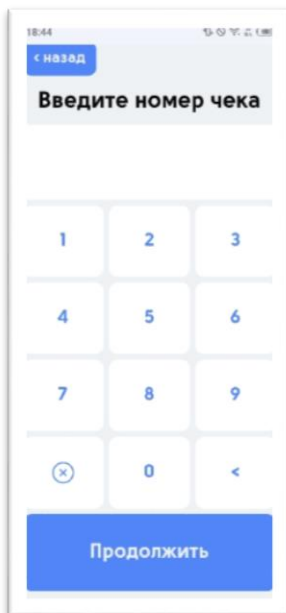 18:44
< назад
Введите номер чека
1 2 3
4 5 6
7 8 9
0 <
Продолжить